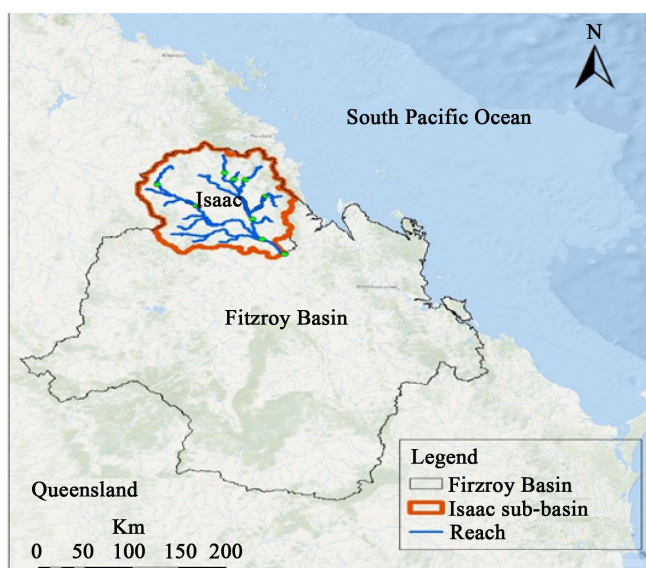 N
South Pacific Ocean
Isaac
Fitzroy Basin
Legend
Firzroy Basin
Isaac sub-basin
Reach
Queensland
Km
0 50 100 150 200